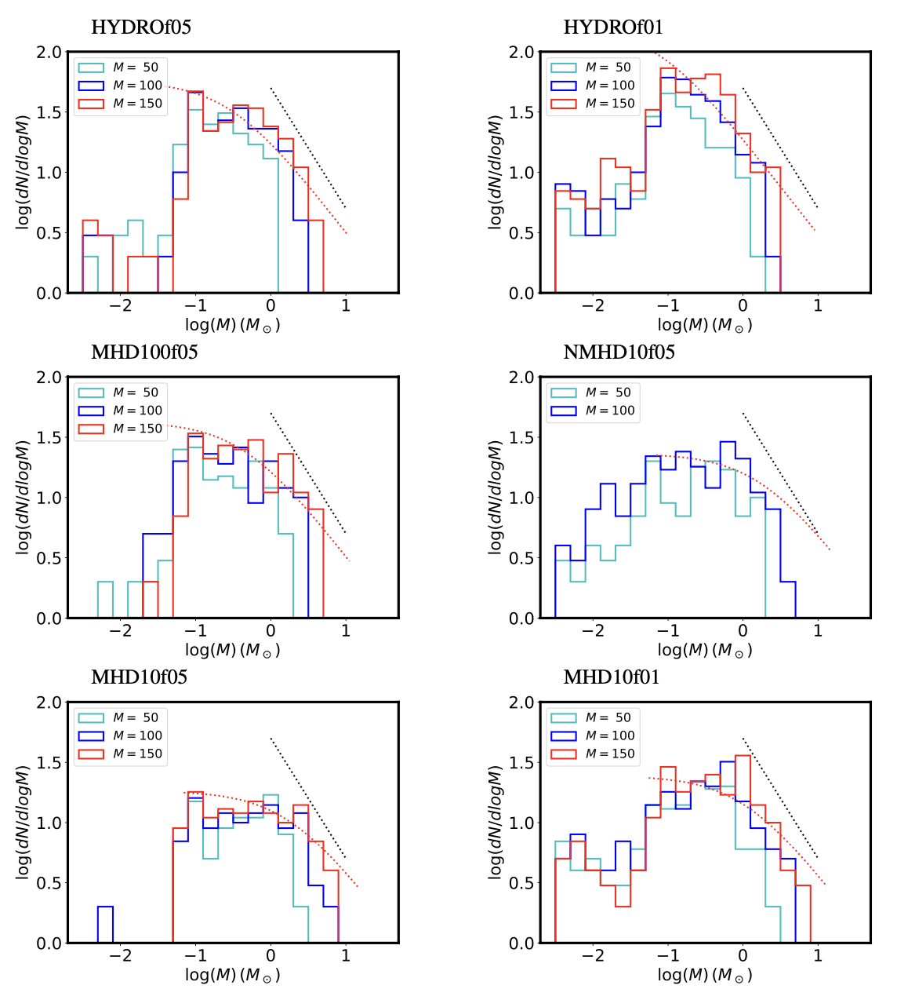 HYDROf05
HYDROf01
2.0
1.5
1.0
0.5
0.0
log(dN/dlogM)
M = 50
M = 100
M = 150
−2 −1 0 1
log(M) (M⊙)
2.0
1.5
1.0
0.5
0.0
log(dN/dlogM)
M = 50
M = 100
M = 150
−2 −1 0 1
log(M) (M⊙)
MHD100f05
NMHD10f05
2.0
1.5
1.0
0.5
0.0
log(dN/dlogM)
M = 50
M = 100
M = 150
−2 −1 0 1
log(M) (M⊙)
2.0
1.5
1.0
0.5
0.0
log(dN/dlogM)
M = 50
M = 100
−2 −1 0 1
log(M) (M⊙)
MHD10f05
MHD10f01
2.0
1.5
1.0
0.5
0.0
log(dN/dlogM)
M = 50
M = 100
M = 150
−2 −1 0 1
log(M) (M⊙)
2.0
1.5
1.0
0.5
0.0
log(dN/dlogM)
M = 50
M = 100
M = 150
−2 −1 0 1
log(M) (M⊙)